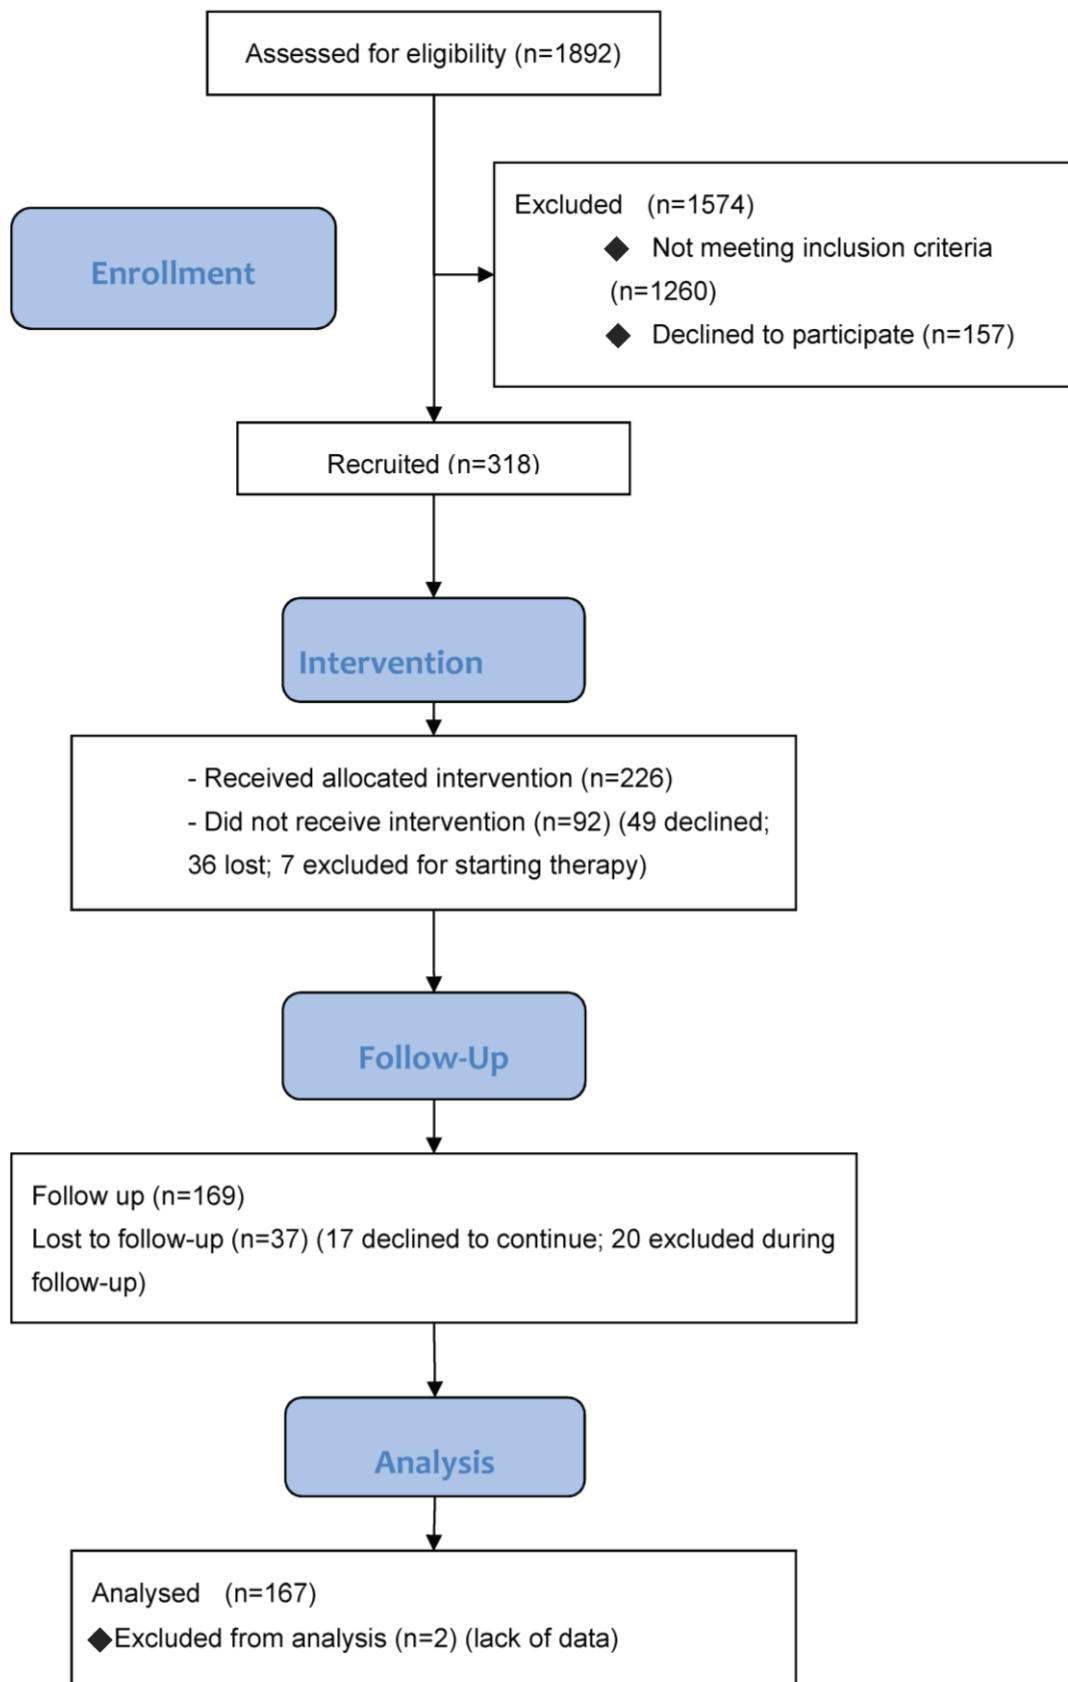 Assessed for eligibility (n=1892)
Excluded (n=1574)
◆ Not meeting inclusion criteria
(n=1260)
◆ Declined to participate (n=157)
Enrollment
Recruited (n=318)
Intervention
- Received allocated intervention (n=226)
- Did not receive intervention (n=92) (49 declined;
36 lost; 7 excluded for starting therapy)
Follow-Up
Follow up (n=169)
Lost to follow-up (n=37) (17 declined to continue; 20 excluded during
follow-up)
Analysis
Analysed (n=167)
◆Excluded from analysis (n=2) (lack of data)